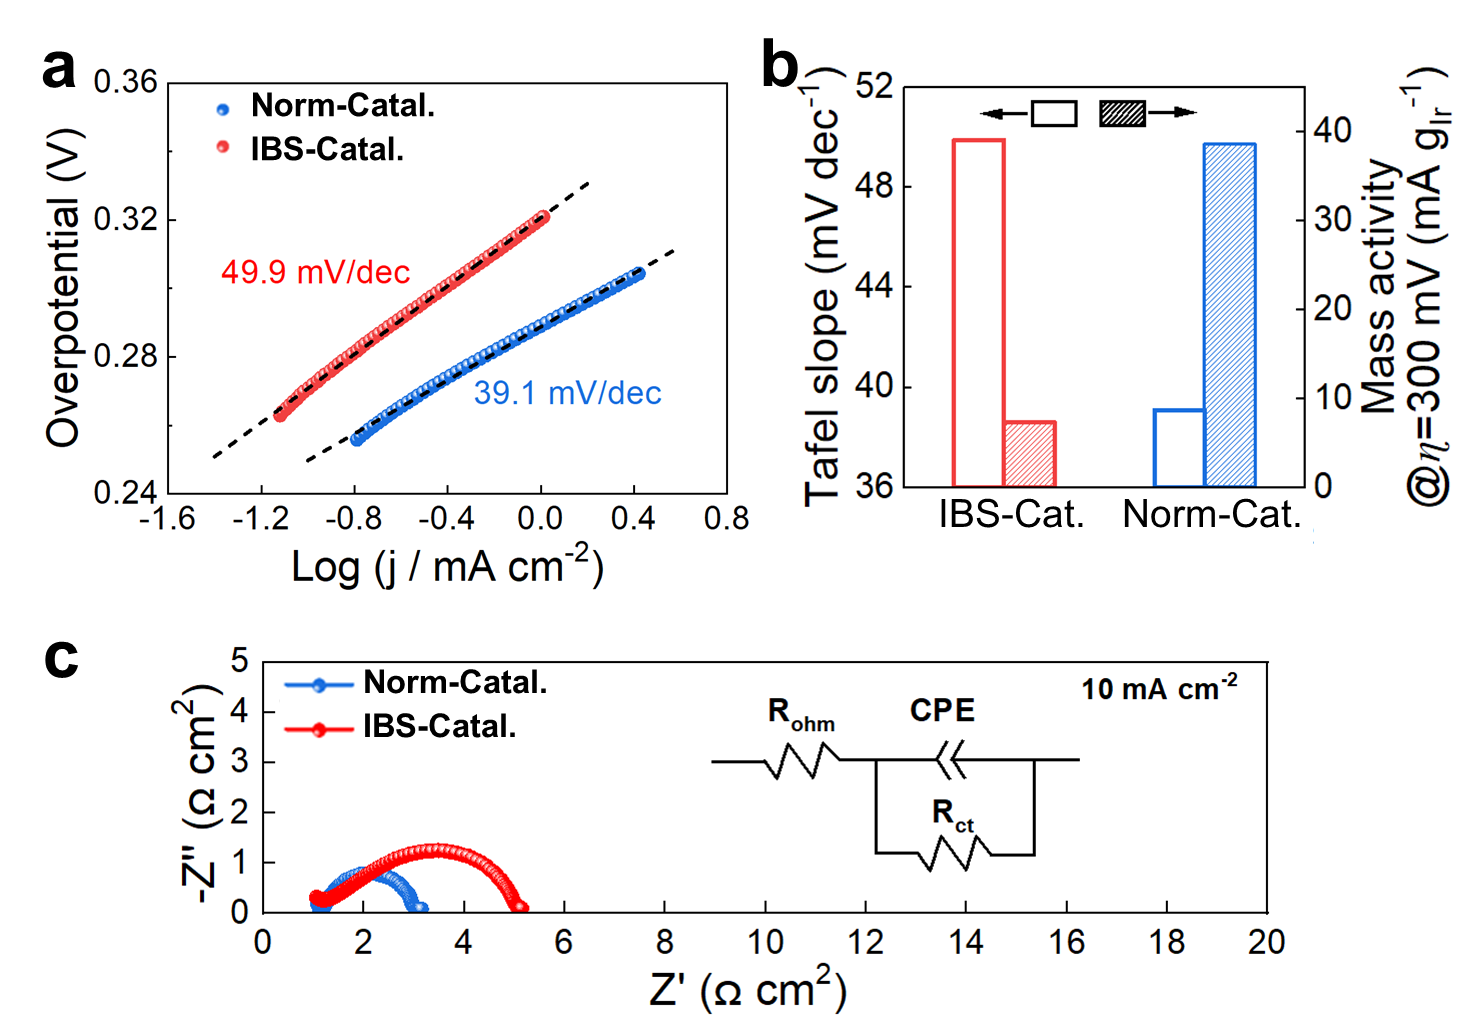 a
0.36
0.32
0.28
0.24
Overpotential (V)
Norm-Catal.
IBS-Catal.
49.9 mV/dec
39.1 mV/dec
-1.6 -1.2 -0.8 -0.4 0.0 0.4 0.8
Log (j / mA cm-2)
b
52
48
44
40
36
Tafel slope (mV dec-1)
40
30
20
10
0
Mass activity
@η=300 mV (mA gIr-1)
IBS-Cat. Norm-Cat.
c
5
4
3
2
1
0
-Z" (Ω cm2)
Norm-Catal.
IBS-Catal.
10 mA cm-2
Rohm CPE
Rct
0 2 4 6 8 10 12 14 16 18 20
Z' (Ω cm2)